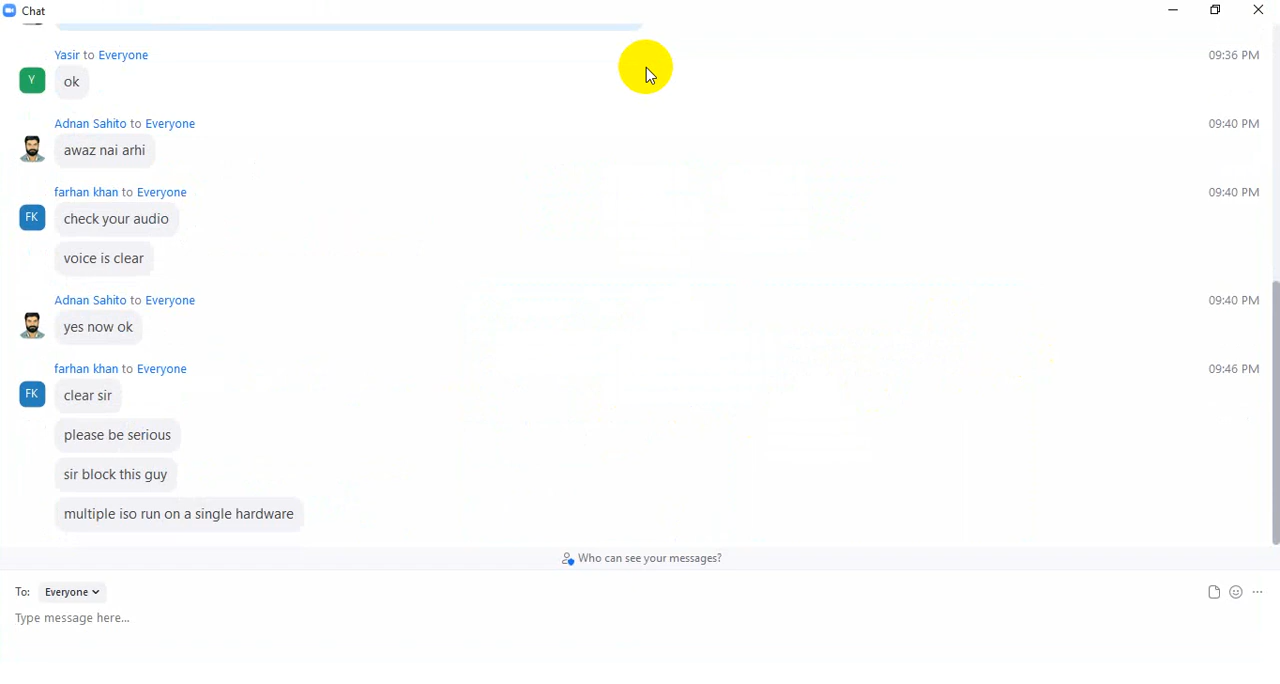 Chat
Yasir to Everyone
09:36 PM
Y
ok
Adnan Sahito to Everyone
09:40 PM
awaz nai arhi
farhan khan to Everyone
09:40 PM
FK
check your audio
voice is clear
Adnan Sahito to Everyone
09:40 PM
yes now ok
farhan khan to Everyone
09:46 PM
FK
clear sir
please be serious
sir block this guy
multiple iso run on a single hardware
Who can see your messages?
To: Everyone
Type message here...